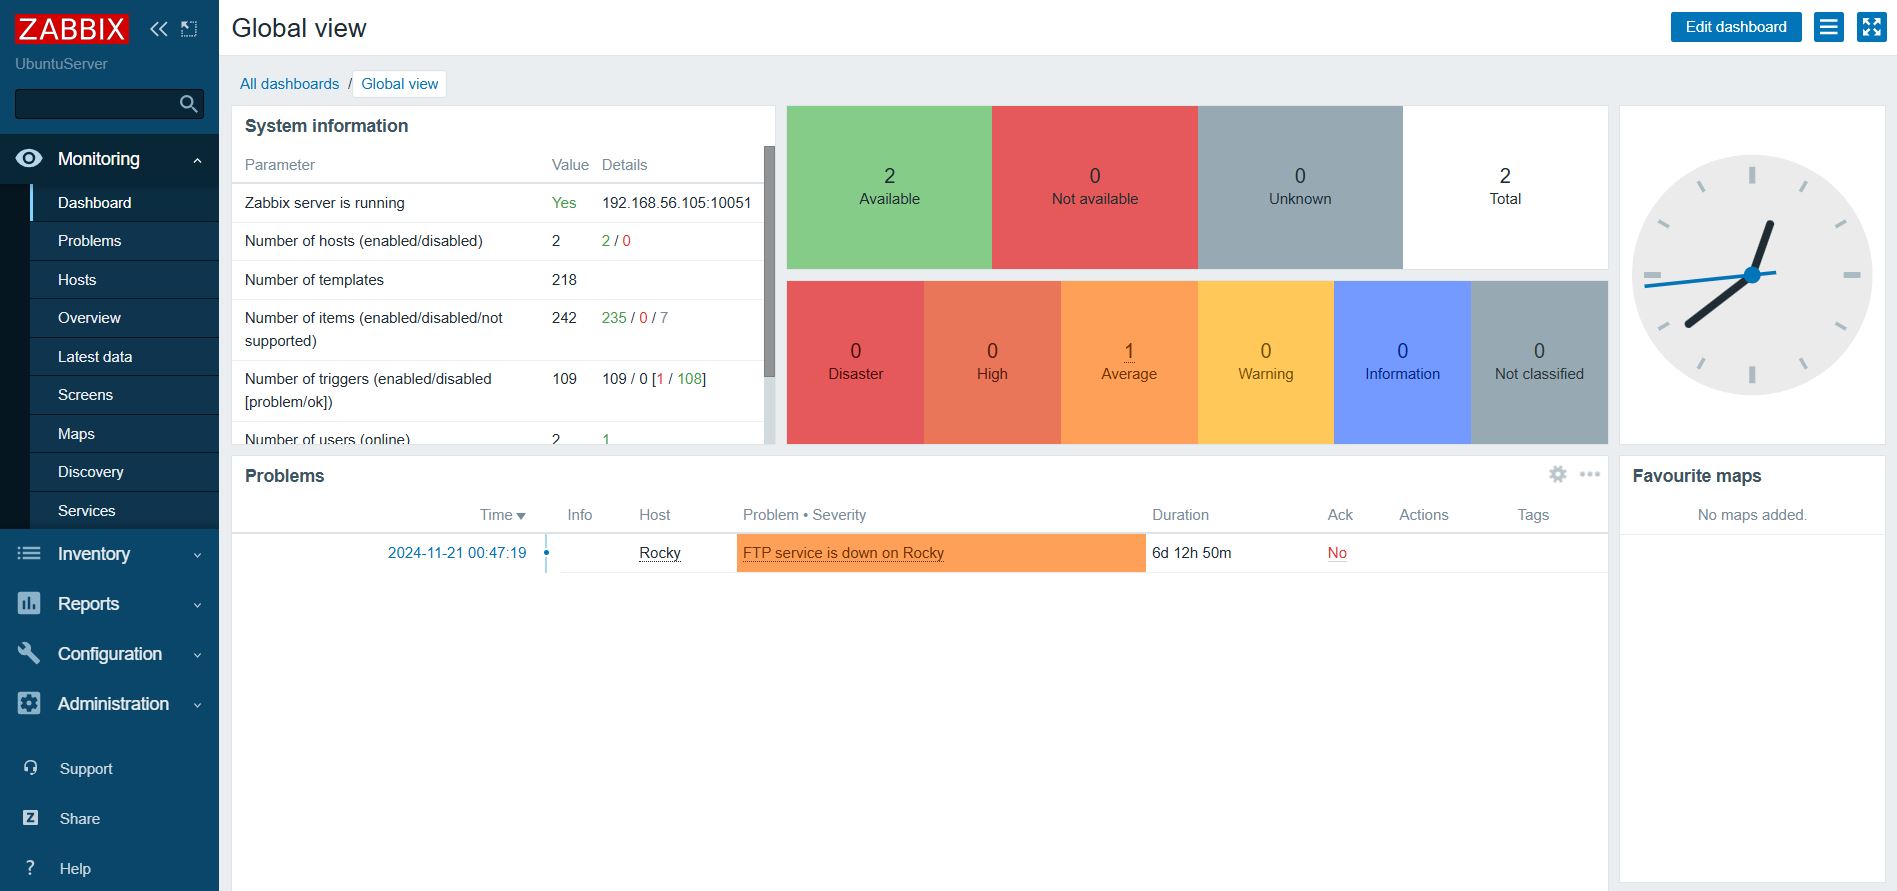 ZABBIX
UbuntuServer
Monitoring
Dashboard
Problems
Hosts
Overview
Latest data
Screens
Maps
Discovery
Services
Inventory
Reports
Configuration
Administration
Support
Share
Help
Global view
Edit dashboard
All dashboards / Global view
System information
Parameter Value Details
Zabbix server is running Yes 192.168.56.105:10051
Number of hosts (enabled/disabled) 2 2 / 0
Number of templates 218
Number of items (enabled/disabled/not supported) 242 235 / 0 / 7
Number of triggers (enabled/disabled [problem/ok]) 109 109 / 0 [1 / 108]
Number of users (online) 2 1
2
Available
0
Not available
0
Unknown
2
Total
0
Disaster
0
High
1
Average
0
Warning
0
Information
0
Not classified
Problems
Time Info Host Problem • Severity Duration Ack Actions Tags
2024-11-21 00:47:19 Rocky FTP service is down on Rocky 6d 12h 50m No
Favourite maps
No maps added.